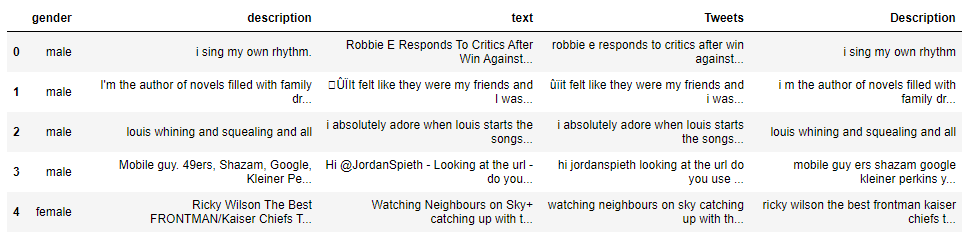 gender description text Tweets Description
0 male i sing my own rhythm. Robbie E Responds To Critics After Win Against... robbie e responds to critics after win against... i sing my own rhythm
1 male I'm the author of novels filled with family dr... ÛÏIt felt like they were my friends and I was... ûïit felt like they were my friends and i was... i m the author of novels filled with family dr...
2 male louis whining and squealing and all i absolutely adore when louis starts the songs... i absolutely adore when louis starts the songs... louis whining and squealing and all
3 male Mobile guy. 49ers, Shazam, Google, Kleiner Pe... Hi @JordanSpieth - Looking at the url - do you... hi jordanspieth looking at the url do you use ... mobile guy ers shazam google kleiner perkins y...
4 female Ricky Wilson The Best FRONTMAN/Kaiser Chiefs T... Watching Neighbours on Sky+ catching up with t... watching neighbours on sky catching up with th... ricky wilson the best frontman kaiser chiefs t...